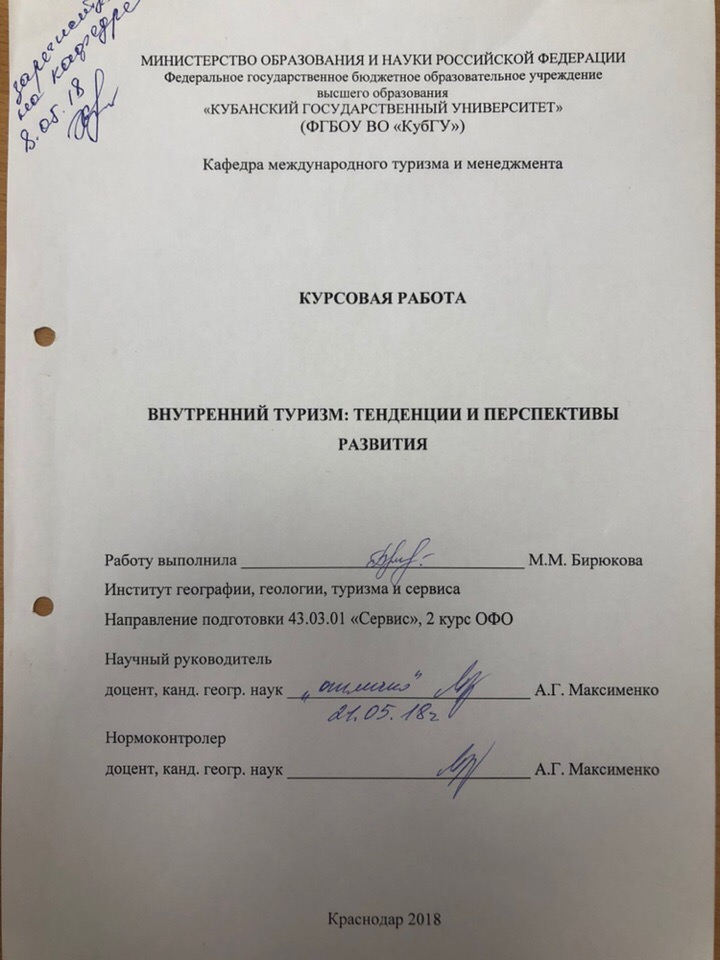 зарегистр
на кафедре
8.05.18
МИНИСТЕРСТВО ОБРАЗОВАНИЯ И НАУКИ РОССИЙСКОЙ ФЕДЕРАЦИИ
Федеральное государственное бюджетное образовательное учреждение
высшего образования
«КУБАНСКИЙ ГОСУДАРСТВЕННЫЙ УНИВЕРСИТЕТ»
(ФГБОУ ВО «КубГУ»)
Кафедра международного туризма и менеджмента
КУРСОВАЯ РАБОТА
ВНУТРЕННИЙ ТУРИЗМ: ТЕНДЕНЦИИ И ПЕРСПЕКТИВЫ
РАЗВИТИЯ
Работу выполнила М.М. Бирюкова
Институт географии, геологии, туризма и сервиса
Направление подготовки 43.03.01 «Сервис», 2 курс ОФО
Научный руководитель
доцент, канд. геогр. наук „отлично" А.Г. Максименко
21.05.18г
Нормоконтролер
доцент, канд. геогр. наук А.Г. Максименко
Краснодар 2018